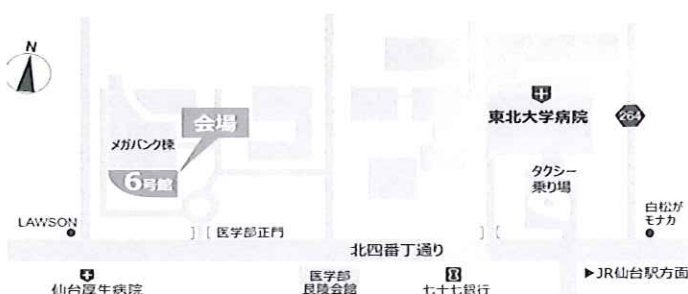 N
会場
メガバンク棟
6号館
東北大学病院
264
タクシー
乗り場
LAWSON
医学部正門
白松が
モナカ
北四番丁通り
仙台厚生病院
医学部
艮陵会館
七十七銀行
▶JR仙台駅方面